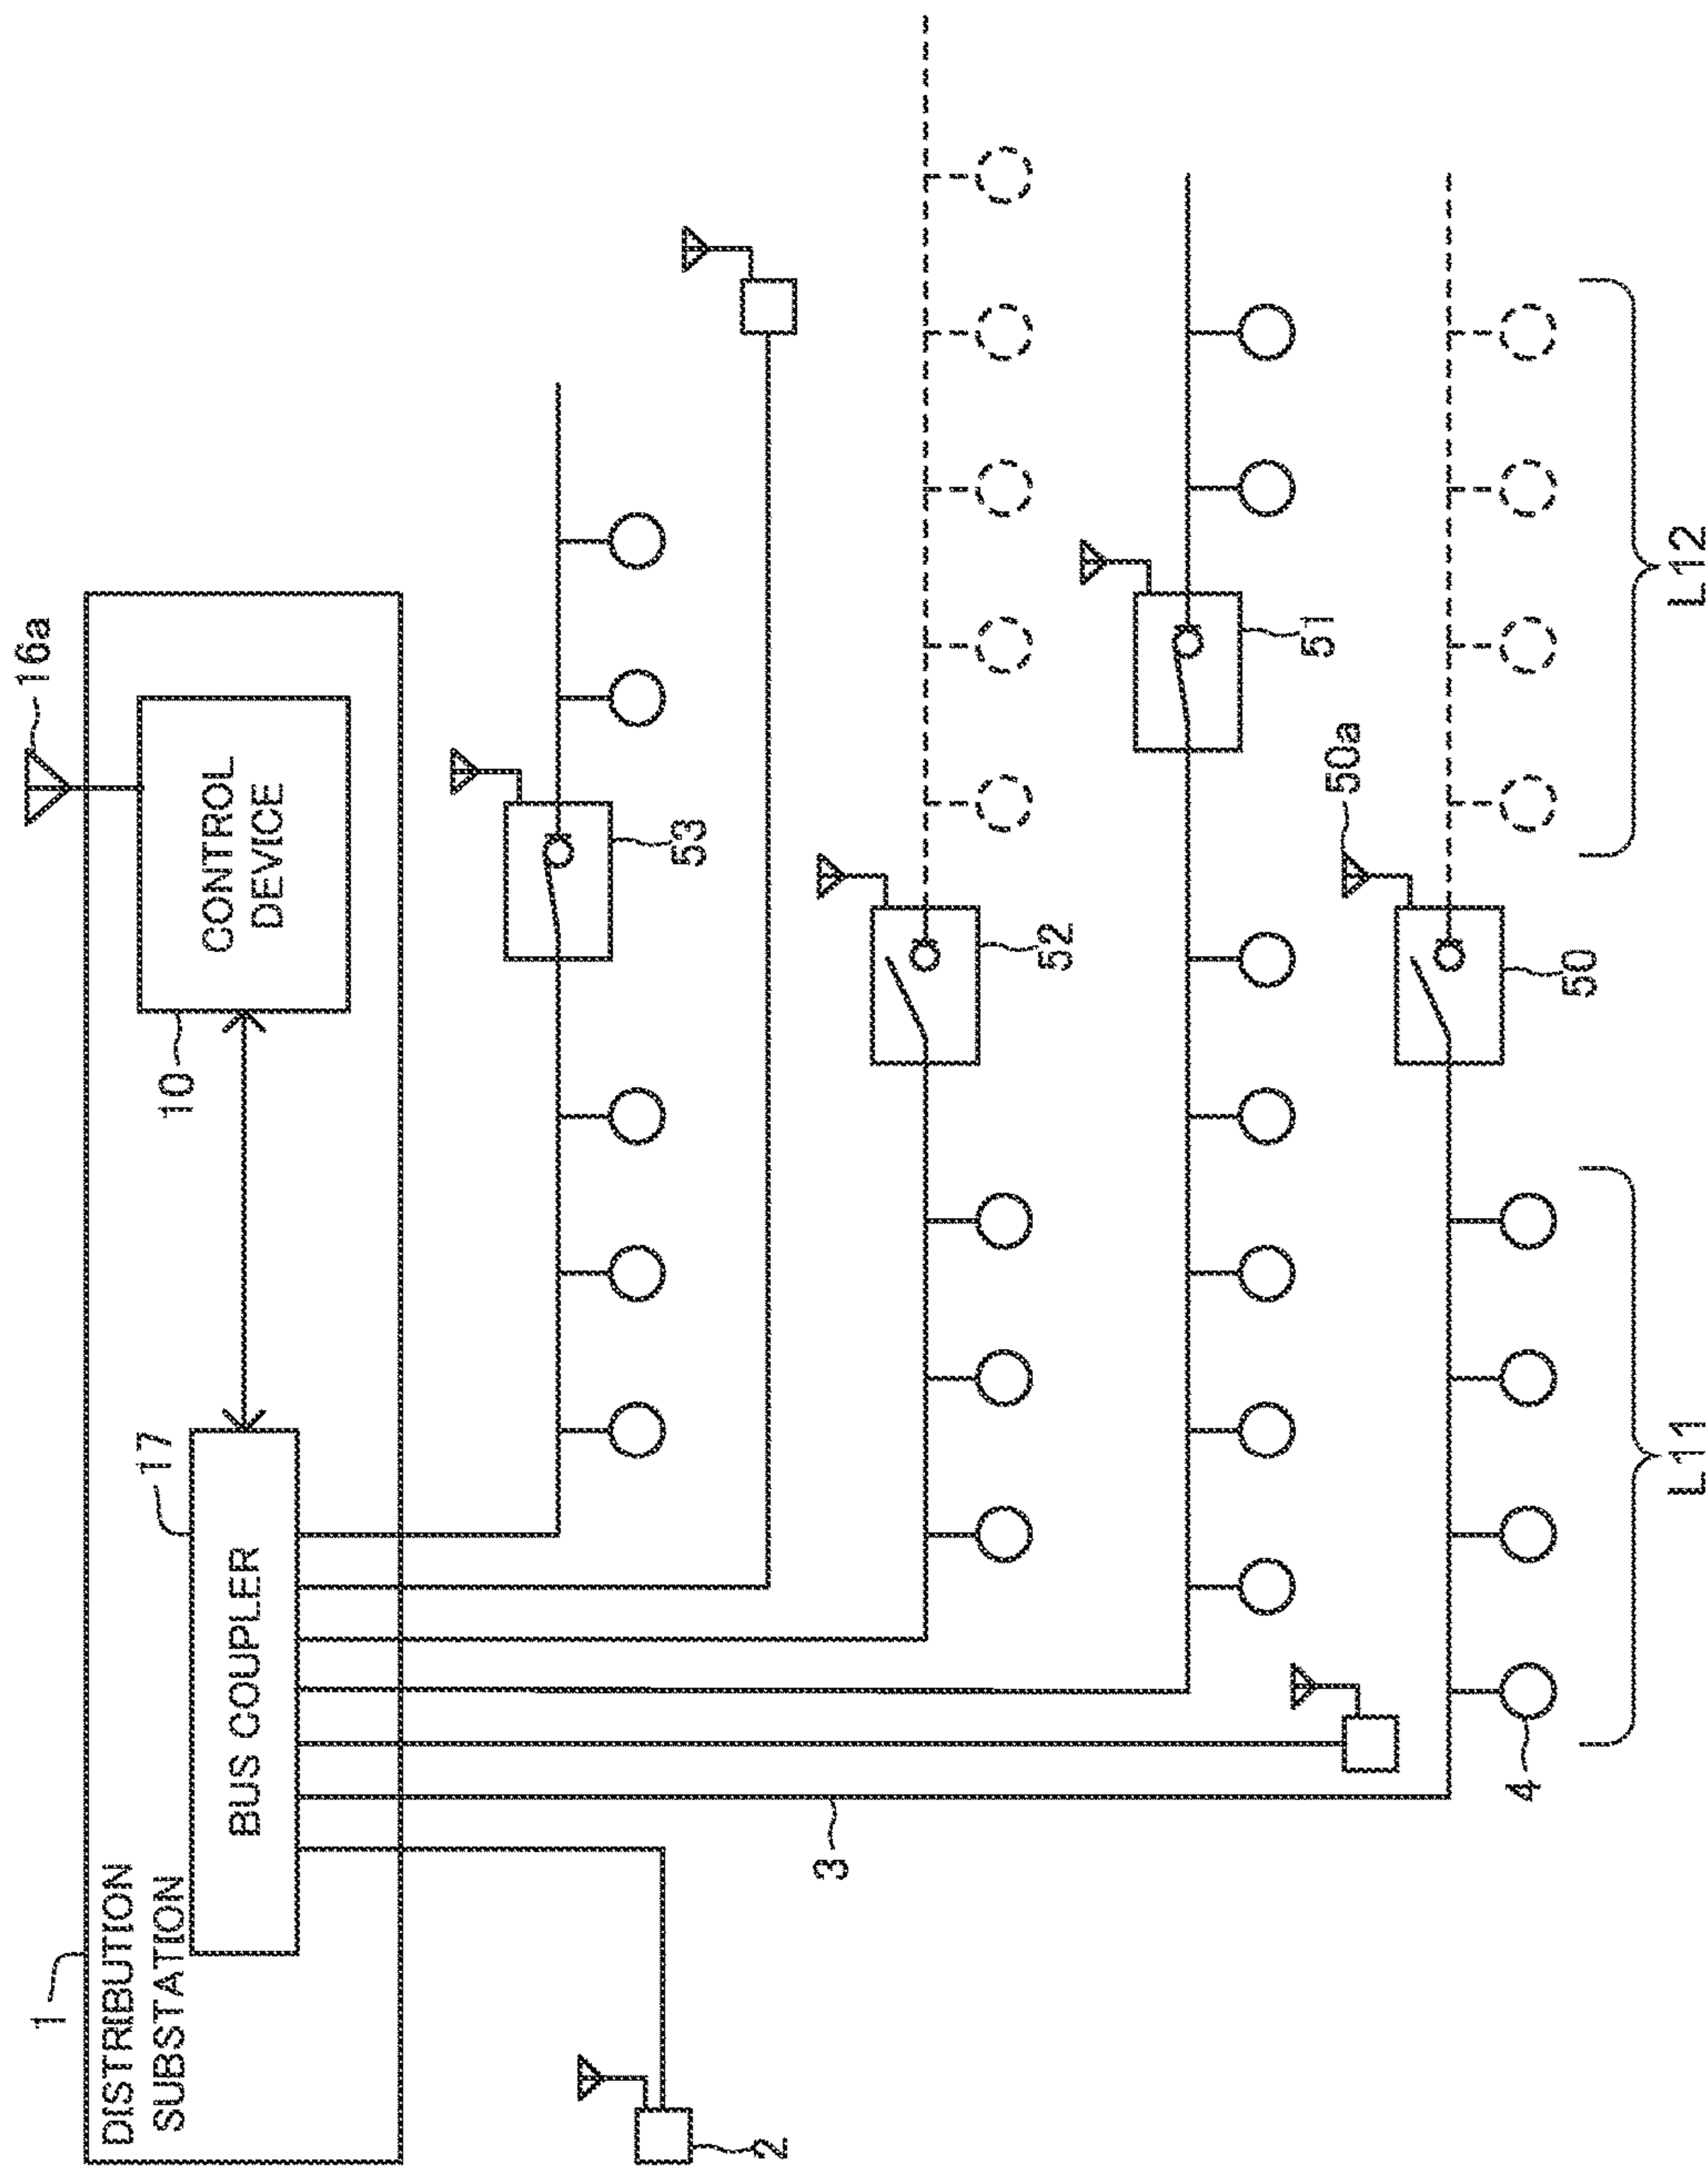 1
DISTRIBUTION
SUBSTATION
17
BUS COUPLER
10
CONTROL
DEVICE
16a
2
3
53
52
51
50a
50
4
L11
L12